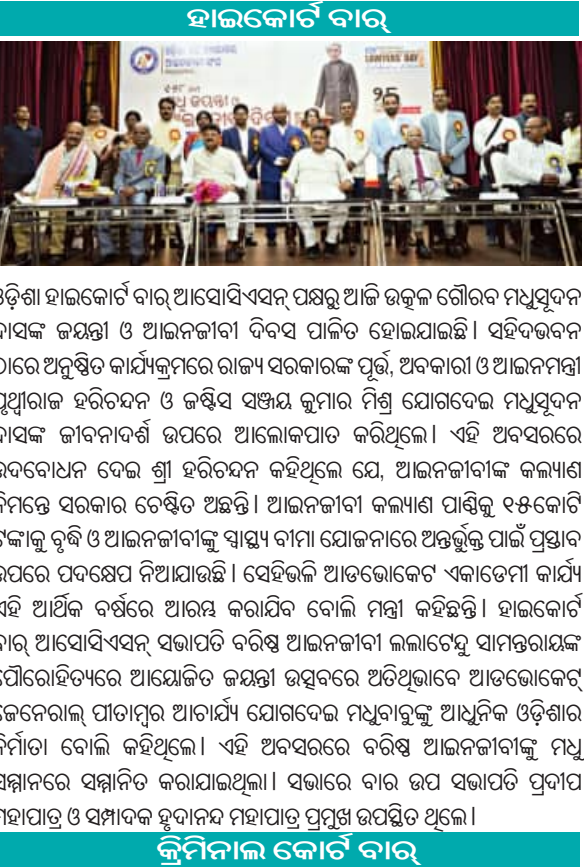 ହାଇକୋର୍ଟ ବାର୍
LAWYERS' DAY
ଓଡ଼ିଶା ହାଇକୋର୍ଟ ବାର୍ ଆସୋସିଏସନ୍ ପକ୍ଷରୁ ଆଜି ଉତ୍କଳ ଗୌରବ ମଧୁସୂଦନ
ଦାସଙ୍କ ଜୟନ୍ତୀ ଓ ଆଇନଜୀବୀ ଦିବସ ପାଳିତ ହୋଇଯାଇଛି। ସହିଦଭବନ
ଠାରେ ଅନୁଷ୍ଠିତ କାର୍ଯ୍ୟକ୍ରମରେ ରାଜ୍ୟ ସରକାରଙ୍କ ପୂର୍ତ୍ତ, ଅବକାରୀ ଓ ଆଇନମନ୍ତ୍ରୀ
ପୃଥ୍ୱୀରାଜ ହରିଚନ୍ଦନ ଓ ଜଷ୍ଟିସ ସଞ୍ଜୟ କୁମାର ମିଶ୍ର ଯୋଗଦେଇ ମଧୁସୂଦନ
ଦାସଙ୍କ ଜୀବନାଦର୍ଶ ଉପରେ ଆଲୋକପାତ କରିଥିଲେ। ଏହି ଅବସରରେ
ଉଦବୋଧନ ଦେଇ ଶ୍ରୀ ହରିଚନ୍ଦନ କହିଥିଲେ ଯେ, ଆଇନଜୀବୀଙ୍କ କଲ୍ୟାଣ
ନିମନ୍ତେ ସରକାର ଚେଷ୍ଟିତ ଅଛନ୍ତି। ଆଇନଜୀବୀ କଲ୍ୟାଣ ପାଣ୍ଠିକୁ ୧୫କୋଟି
ଟଙ୍କାକୁ ବୃଦ୍ଧି ଓ ଆଇନଜୀବୀଙ୍କୁ ସ୍ୱାସ୍ଥ୍ୟ ବୀମା ଯୋଜନାରେ ଅନ୍ତର୍ଭୁକ୍ତ ପାଇଁ ପ୍ରସ୍ତାବ
ଉପରେ ପଦକ୍ଷେପ ନିଆଯାଉଛି। ସେହିଭଳି ଆଡଭୋକେଟ ଏକାଡେମୀ କାର୍ଯ୍ୟ
ଏହି ଆର୍ଥିକ ବର୍ଷରେ ଆରମ୍ଭ କରାଯିବ ବୋଲି ମନ୍ତ୍ରୀ କହିଛନ୍ତି। ହାଇକୋର୍ଟ
ବାର୍ ଆସୋସିଏସନ୍ ସଭାପତି ବରିଷ୍ଠ ଆଇନଜୀବୀ ଲଲାଟେନ୍ଦୁ ସାମନ୍ତରାୟଙ୍କ
ପୌରୋହିତ୍ୟରେ ଆୟୋଜିତ ଜୟନ୍ତୀ ଉତ୍ସବରେ ଅତିଥିଭାବେ ଆଡଭୋକେଟ୍
ଜେନେରାଲ୍ ପୀତାମ୍ବର ଆଚାର୍ଯ୍ୟ ଯୋଗଦେଇ ମଧୁବାବୁଙ୍କୁ ଆଧୁନିକ ଓଡ଼ିଶାର
ନିର୍ମାତା ବୋଲି କହିଥିଲେ। ଏହି ଅବସରରେ ବରିଷ୍ଠ ଆଇନଜୀବୀଙ୍କୁ ମଧୁ
ସମ୍ମାନରେ ସମ୍ମାନିତ କରାଯାଇଥିଲା। ସଭାରେ ବାର ଉପ ସଭାପତି ପ୍ରଦୀପ
ମହାପାତ୍ର ଓ ସମ୍ପାଦକ ହୃଦାନନ୍ଦ ମହାପାତ୍ର ପ୍ରମୁଖ ଉପସ୍ଥିତ ଥିଲେ।
କ୍ରିମିନାଲ କୋର୍ଟ ବାର୍